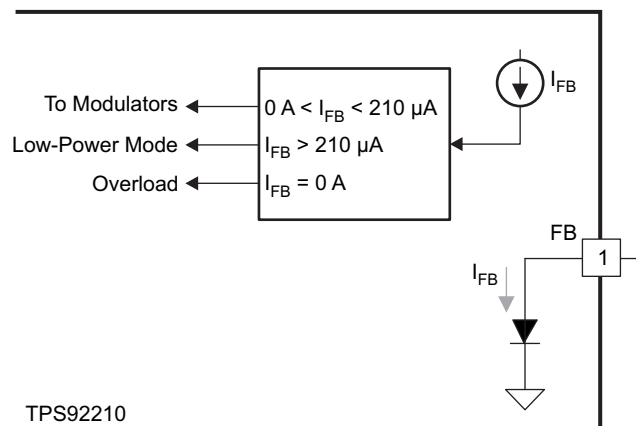 To Modulators
0 A < I_FB < 210 µA
I_FB
Low-Power Mode
I_FB > 210 µA
Overload
I_FB = 0 A
FB
1
I_FB
TPS92210